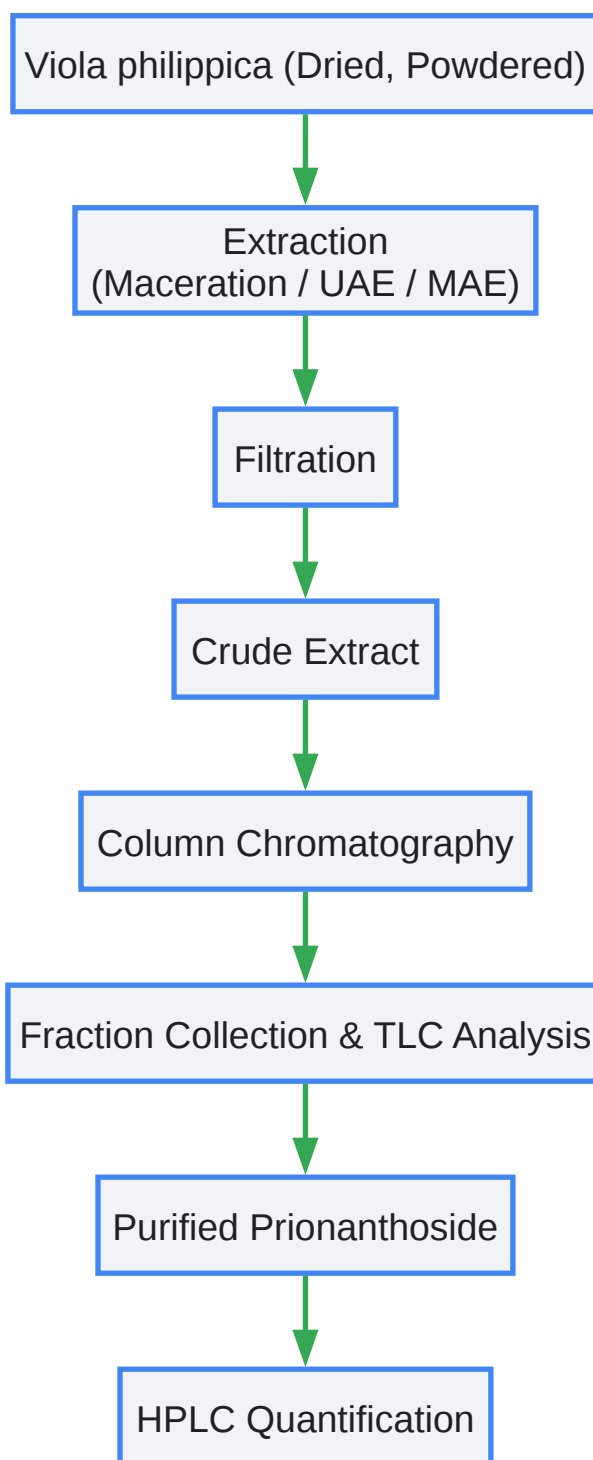 Viola philippica (Dried, Powdered)
Extraction
(Maceration / UAE / MAE)
Filtration
Crude Extract
Column Chromatography
Fraction Collection & TLC Analysis
Purified Prionanthoside
HPLC Quantification